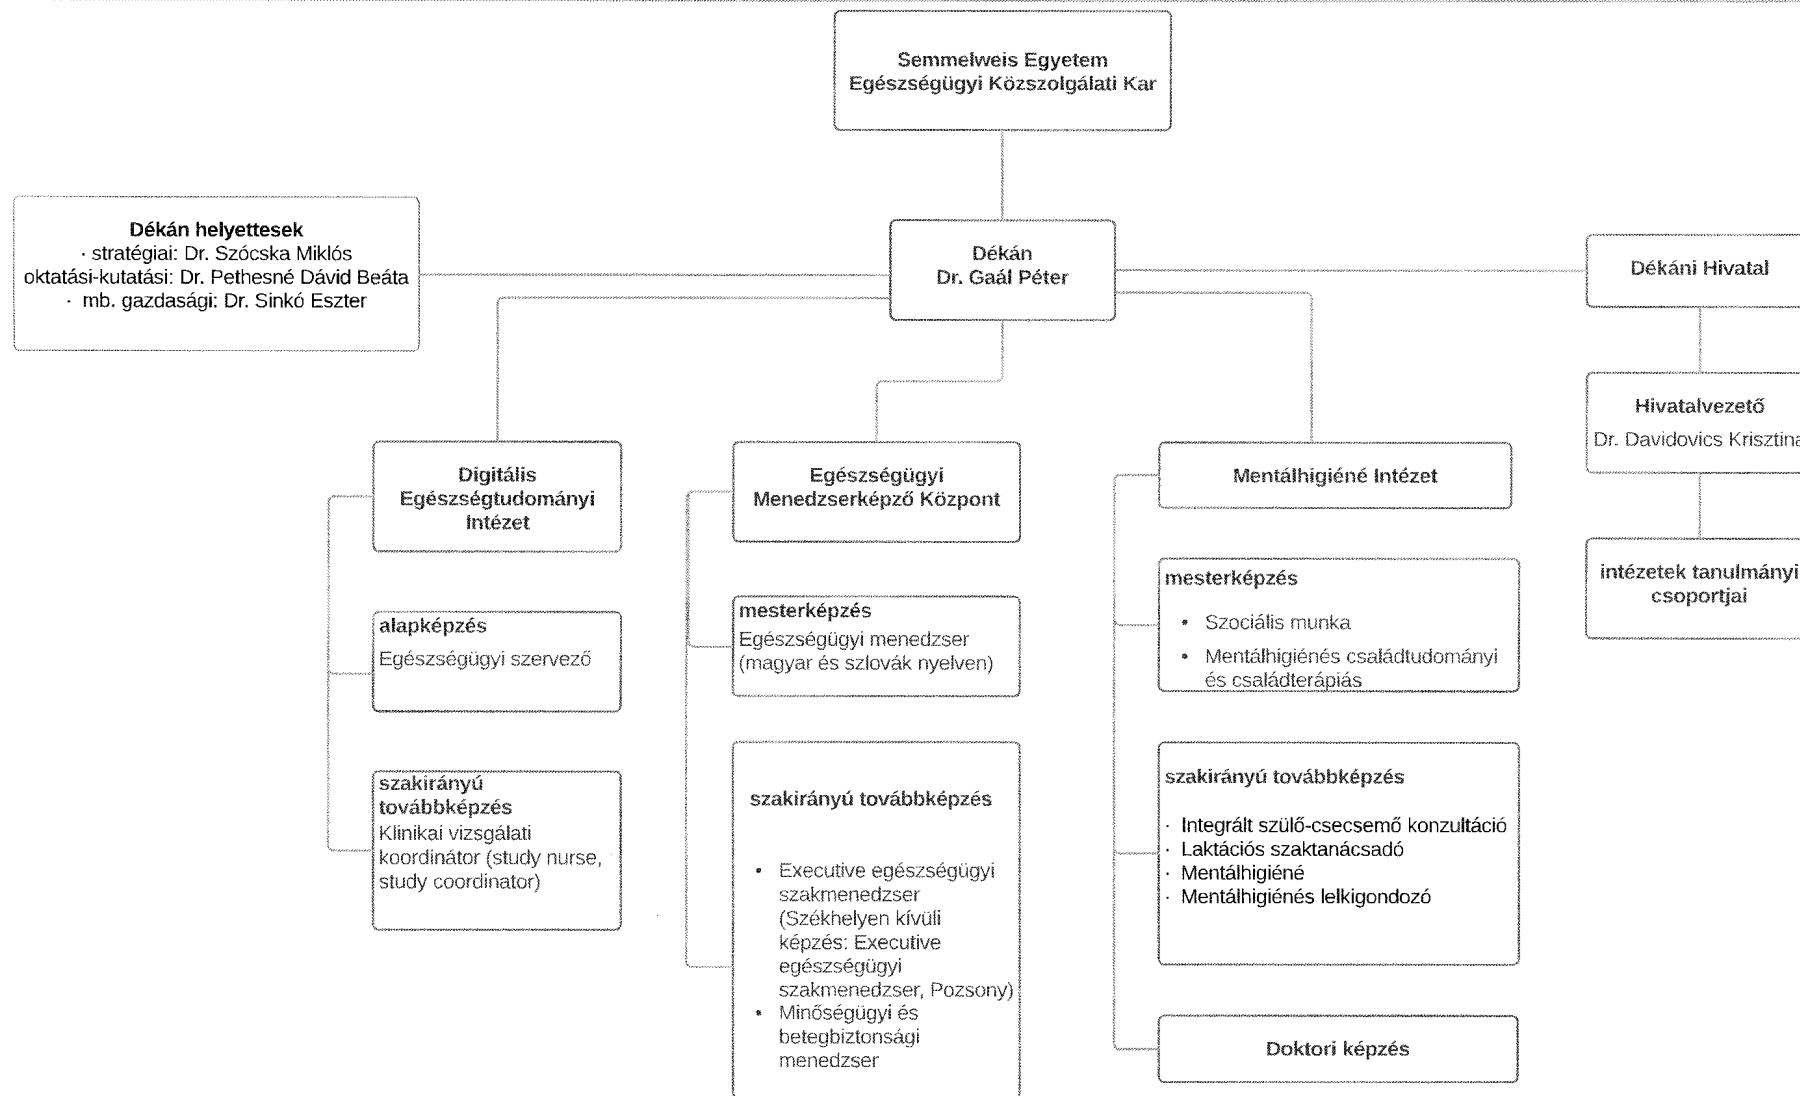 Semmelweis Egyetem
Egészségügyi Közszolgálati Kar
Dékán helyettesek
· stratégiai: Dr. Szócska Miklós
oktatási-kutatási: Dr. Pethesné Dávid Beáta
· mb. gazdasági: Dr. Sinkó Eszter
Dékán
Dr. Gaál Péter
Dékáni Hivatal
Hivatalvezető
Dr. Davidovics Krisztina
intézetek tanulmányi
csoportjai
Digitális
Egészségtudományi
Intézet
alapképzés
Egészségügyi szervező
szakirányú
továbbképzés
Klinikai vizsgálati
koordinátor (study nurse,
study coordinator)
Egészségügyi
Menedzserképző Központ
mesterképzés
Egészségügyi menedzser
(magyar és szlovák nyelven)
szakirányú továbbképzés
• Executive egészségügyi
szakmenedzser
(Székhelyen kívüli
képzés: Executive
egészségügyi
szakmenedzser, Pozsony)
• Minőségügyi és
betegbiztonsági
menedzser
Mentálhigiéné Intézet
mesterképzés
• Szociális munka
• Mentálhigiénés családtudományi
és családterápiás
szakirányú továbbképzés
· Integrált szülő-csecsemő konzultáció
· Laktációs szaktanácsadó
· Mentálhigiéné
· Mentálhigiénés lelkigondozó
Doktori képzés